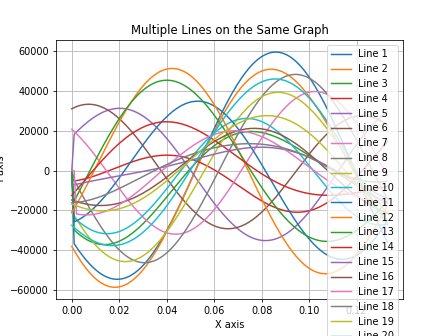 Multiple Lines on the Same Graph
60000
40000
20000
0
−20000
−40000
−60000
0.00
0.02
0.04
0.06
0.08
0.10
X axis
Line 1
Line 2
Line 3
Line 4
Line 5
Line 6
Line 7
Line 8
Line 9
Line 10
Line 11
Line 12
Line 13
Line 14
Line 15
Line 16
Line 17
Line 18
Line 19
Line 20